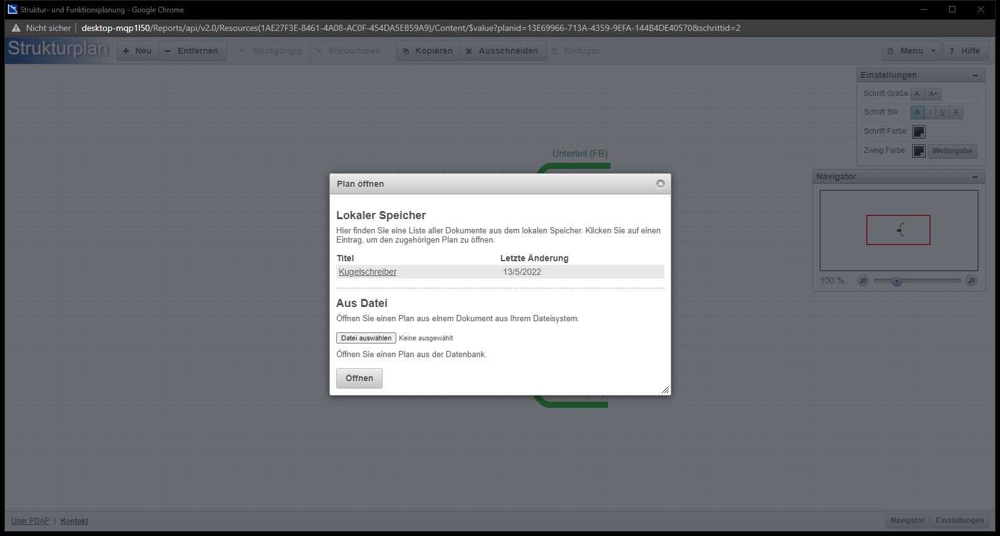 Struktur- und Funktionsplanung - Google Chrome
Nicht sicher | desktop-mqp1l50/Reports/api/v2.0/Resources(1AE27F3E-8461-4A08-AC0F-454DA5EB59A9)/Content/$value?planid=13E69966-713A-4359-9EFA-144B4DE40570&schrittid=2
Strukturplan Neu Entfernen Rückgängig Wiederholen Kopieren Ausschneiden Einfügen Menü ? Hilfe
Einstellungen
Schrift Größe: A- A+
Schrift Stil: B I U S
Schrift Farbe:
Zweig Farbe: Weitergabe
Unterteil (FB)
Navigator
100 %
Plan öffnen
Lokaler Speicher
Hier finden Sie eine Liste aller Dokumente aus dem lokalen Speicher. Klicken Sie auf einen
Eintrag, um den zugehörigen Plan zu öffnen.
Titel Letzte Änderung
Kugelschreiber 13/5/2022
Aus Datei
Öffnen Sie einen Plan aus einem Dokument aus Ihrem Dateisystem.
Datei auswählen Keine ausgewählt
Öffnen Sie einen Plan aus der Datenbank.
Öffnen
Über PDAP | Kontakt
Navigator Einstellungen